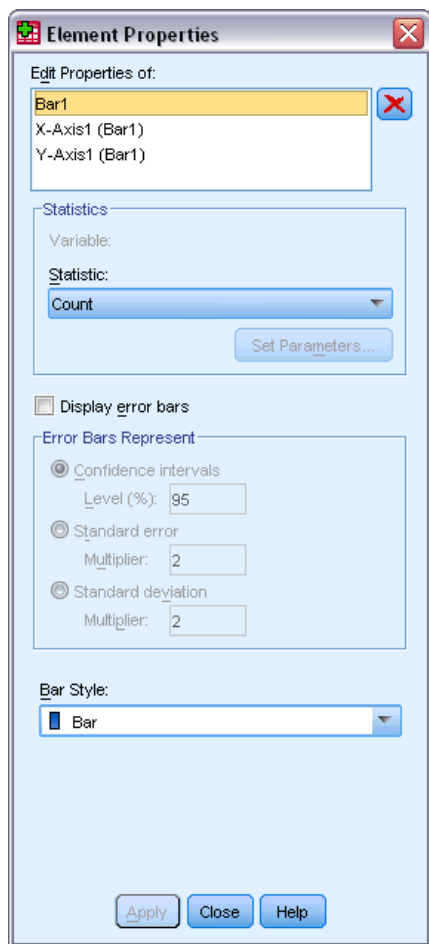 Element Properties
Edit Properties of:
Bar1
X-Axis1 (Bar1)
Y-Axis1 (Bar1)
Statistics
Variable:
Statistic:
Count
Set Parameters...
Display error bars
Error Bars Represent
Confidence intervals
Level (%): 95
Standard error
Multiplier: 2
Standard deviation
Multiplier: 2
Bar Style:
Bar
Apply Close Help